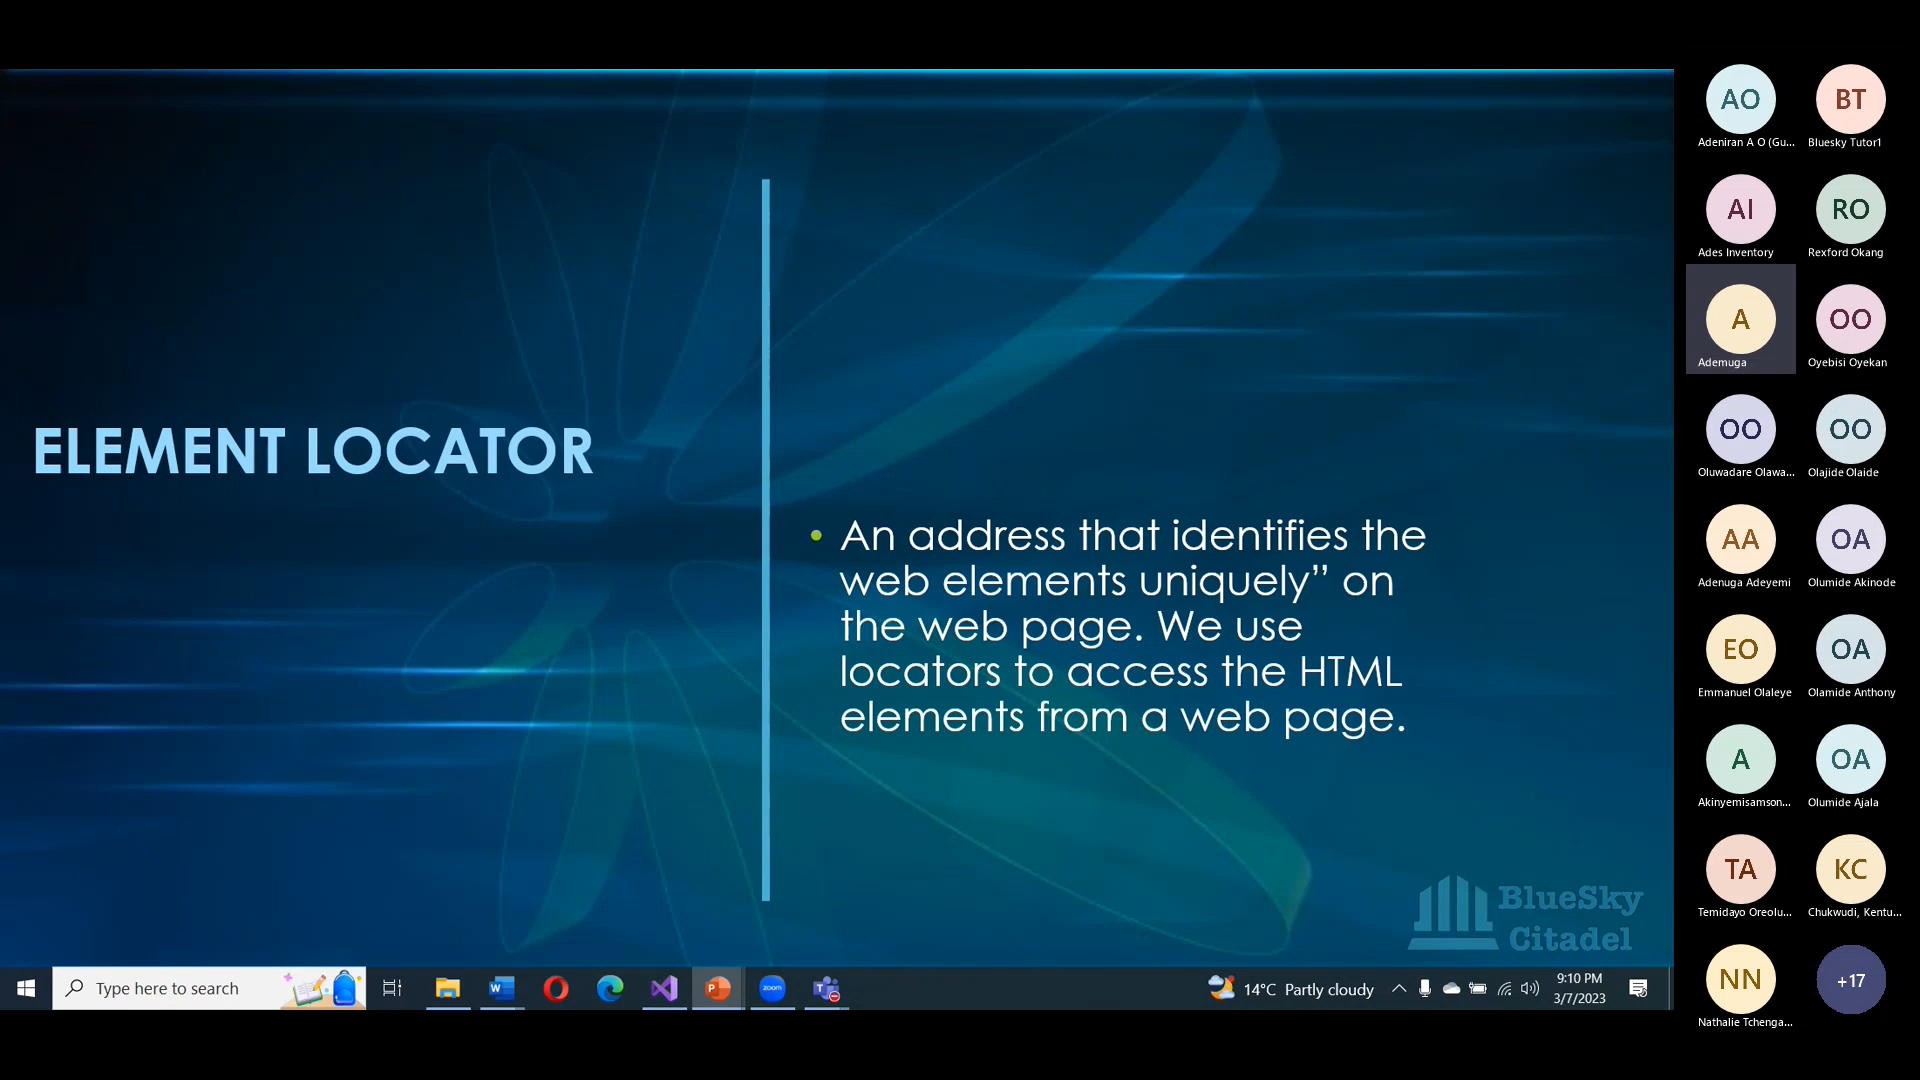 ELEMENT LOCATOR
• An address that identifies the
web elements uniquely” on
the web page. We use
locators to access the HTML
elements from a web page.
BlueSky
Citadel
Type here to search
W
P
zoom
T
14°C Partly cloudy
9:10 PM
3/7/2023
AO
Adeniran A O (Gu...
BT
Bluesky Tutor1
AI
Ades Inventory
RO
Rexford Okang
A
Ademuga
OO
Oyebisi Oyekan
OO
Oluwadare Olawa...
OO
Olajide Olaide
AA
Adenuga Adeyemi
OA
Olumide Akinode
EO
Emmanuel Olaleye
OA
Olamide Anthony
A
Akinyemisamson...
OA
Olumide Ajala
TA
Temidayo Oreolu...
KC
Chukwudi, Kentu...
NN
Nathalie Tchenga...
+17